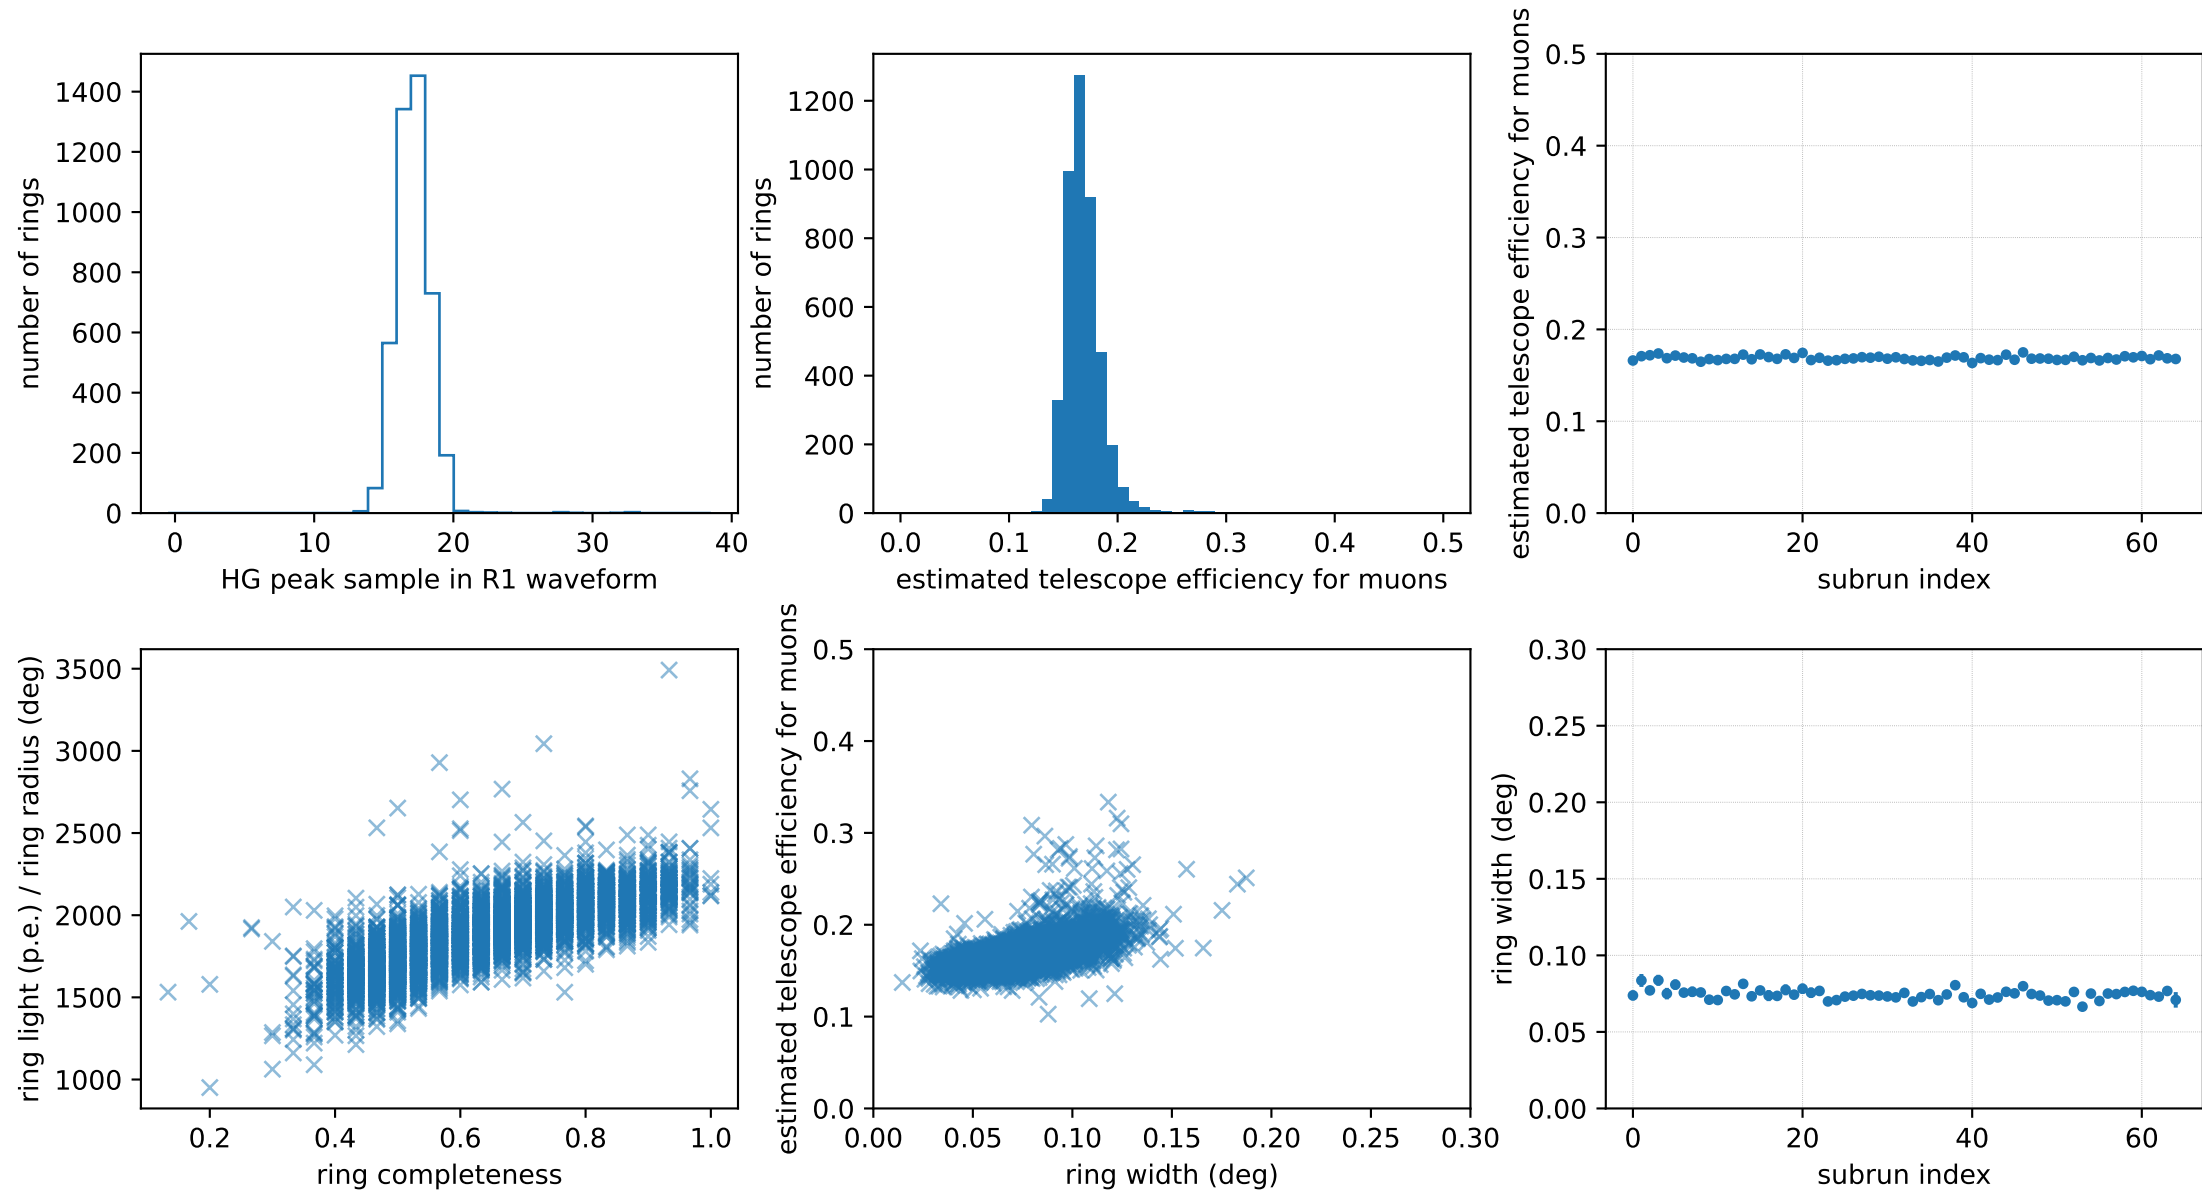 number of rings
1400
1200
1000
800
600
400
200
0
0 10 20 30 40
HG peak sample in R1 waveform
number of rings
1200
1000
800
600
400
200
0
0.0 0.1 0.2 0.3 0.4 0.5
estimated telescope efficiency for muons
estimated telescope efficiency for muons
0.5
0.4
0.3
0.2
0.1
0.0
0 20 40 60
subrun index
ring light (p.e.) / ring radius (deg)
3500
3000
2500
2000
1500
1000
0.2 0.4 0.6 0.8 1.0
ring completeness
estimated telescope efficiency for muons
0.5
0.4
0.3
0.2
0.1
0.0
0.00 0.05 0.10 0.15 0.20 0.25 0.30
ring width (deg)
ring width (deg)
0.30
0.25
0.20
0.15
0.10
0.05
0.00
0 20 40 60
subrun index